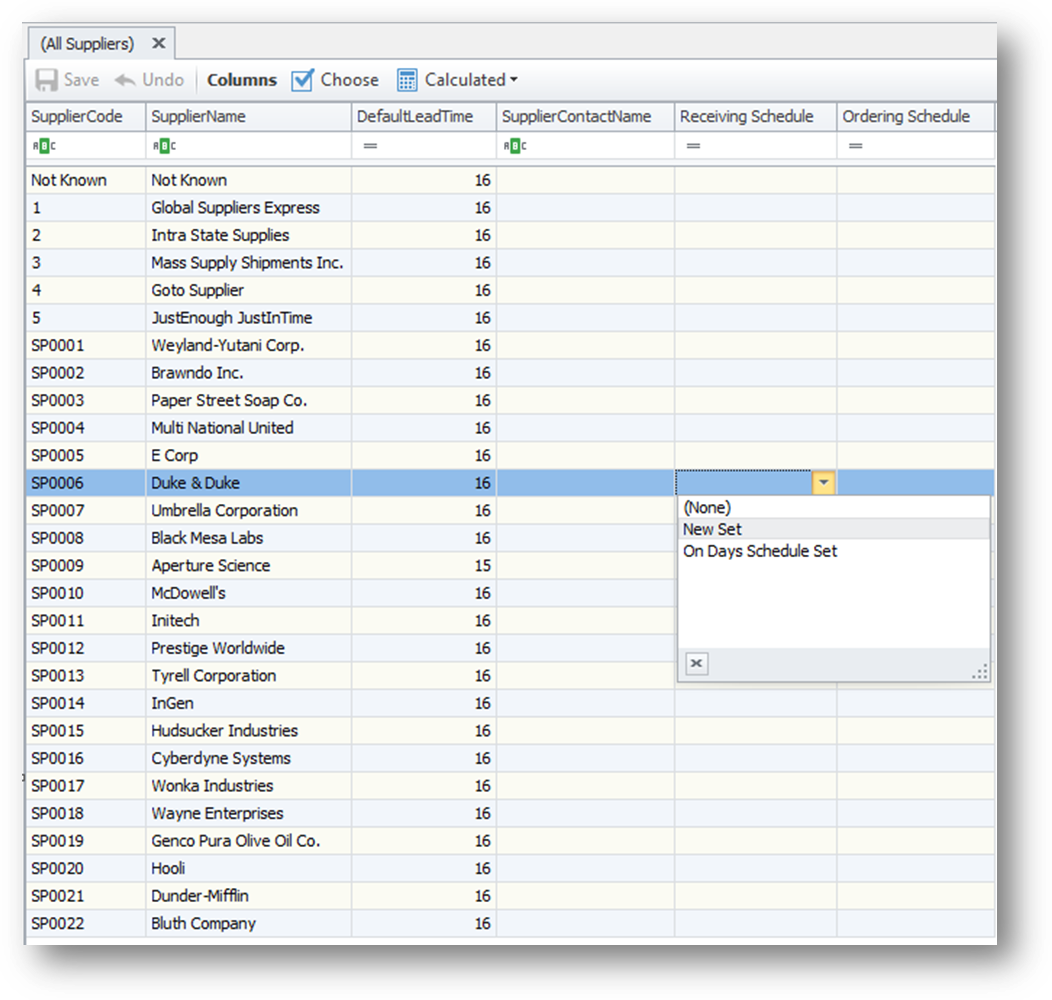 (All Suppliers)
Save Undo Columns Choose Calculated
SupplierCode SupplierName DefaultLeadTime SupplierContactName Receiving Schedule Ordering Schedule
ABC ABC = ABC = =
Not Known Not Known 16
1 Global Suppliers Express 16
2 Intra State Supplies 16
3 Mass Supply Shipments Inc. 16
4 Goto Supplier 16
5 JustEnough JustInTime 16
SP0001 Weyland-Yutani Corp. 16
SP0002 Brawndo Inc. 16
SP0003 Paper Street Soap Co. 16
SP0004 Multi National United 16
SP0005 E Corp 16
SP0006 Duke & Duke 16
SP0007 Umbrella Corporation 16 (None)
SP0008 Black Mesa Labs 16 New Set
SP0009 Aperture Science 15 On Days Schedule Set
SP0010 McDowell's 16
SP0011 Initech 16
SP0012 Prestige Worldwide 16
SP0013 Tyrell Corporation 16
SP0014 InGen 16
SP0015 Hudsucker Industries 16
SP0016 Cyberdyne Systems 16
SP0017 Wonka Industries 16
SP0018 Wayne Enterprises 16
SP0019 Genco Pura Olive Oil Co. 16
SP0020 Hooli 16
SP0021 Dunder-Mifflin 16
SP0022 Bluth Company 16